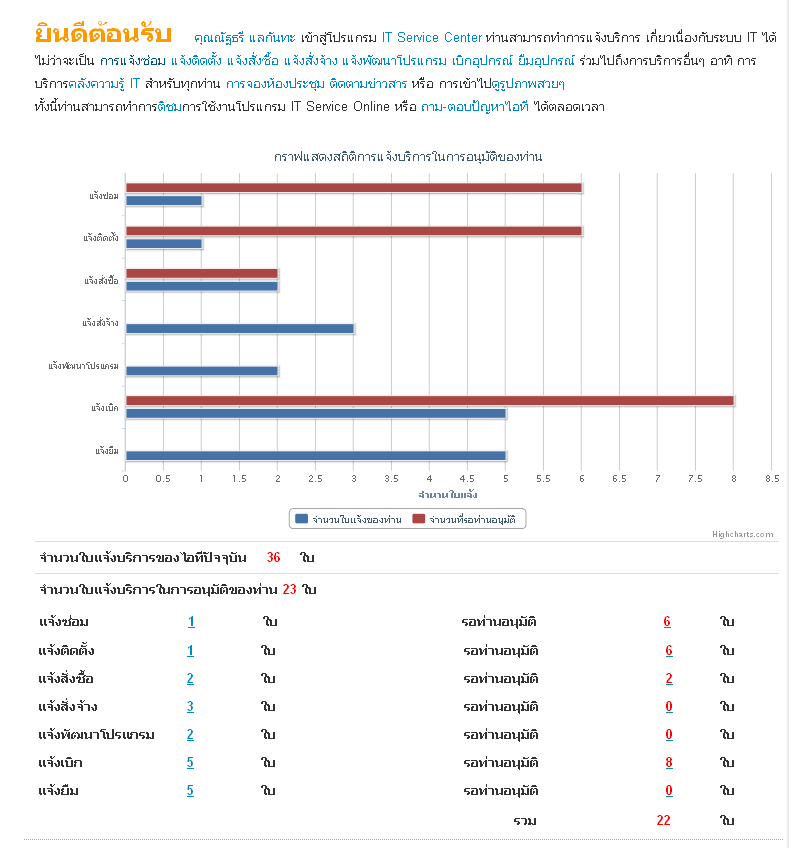 ยินดีต้อนรับ คุณณัฐธรี แลกันทะ เข้าสู่โปรแกรม IT Service Center ท่านสามารถทำการแจ้งบริการ เกี่ยวเนื่องกับระบบ IT ได้
ไม่ว่าจะเป็น การแจ้งซ่อม แจ้งติดตั้ง แจ้งสั่งซื้อ แจ้งสั่งจ้าง แจ้งพัฒนาโปรแกรม เบิกอุปกรณ์ ยืมอุปกรณ์ ร่วมไปถึงการบริการอื่นๆ อาทิ การ
บริการคลังความรู้ IT สำหรับทุกท่าน การจองห้องประชุม ติดตามข่าวสาร หรือ การเข้าไปดูรูปภาพสวยๆ
ทั้งนี้ท่านสามารถทำการติชมการใช้งานโปรแกรม IT Service Online หรือ ถาม-ตอบปัญหาไอที ได้ตลอดเวลา
กราฟแสดงสถิติการแจ้งบริการในการอนุมัติของท่าน
แจ้งซ่อม
แจ้งติดตั้ง
แจ้งสั่งซื้อ
แจ้งสั่งจ้าง
แจ้งพัฒนาโปรแกรม
แจ้งเบิก
แจ้งยืม
0 0.5 1 1.5 2 2.5 3 3.5 4 4.5 5 5.5 6 6.5 7 7.5 8 8.5
จำนวนใบแจ้ง
จำนวนใบแจ้งของท่าน จำนวนที่รอท่านอนุมัติ
Highcharts.com
จำนวนใบแจ้งบริการของไอทีปัจจุบัน 36 ใบ
จำนวนใบแจ้งบริการในการอนุมัติของท่าน 23 ใบ
แจ้งซ่อม 1 ใบ รอท่านอนุมัติ 6 ใบ
แจ้งติดตั้ง 1 ใบ รอท่านอนุมัติ 6 ใบ
แจ้งสั่งซื้อ 2 ใบ รอท่านอนุมัติ 2 ใบ
แจ้งสั่งจ้าง 3 ใบ รอท่านอนุมัติ 0 ใบ
แจ้งพัฒนาโปรแกรม 2 ใบ รอท่านอนุมัติ 0 ใบ
แจ้งเบิก 5 ใบ รอท่านอนุมัติ 8 ใบ
แจ้งยืม 5 ใบ รอท่านอนุมัติ 0 ใบ
รวม 22 ใบ